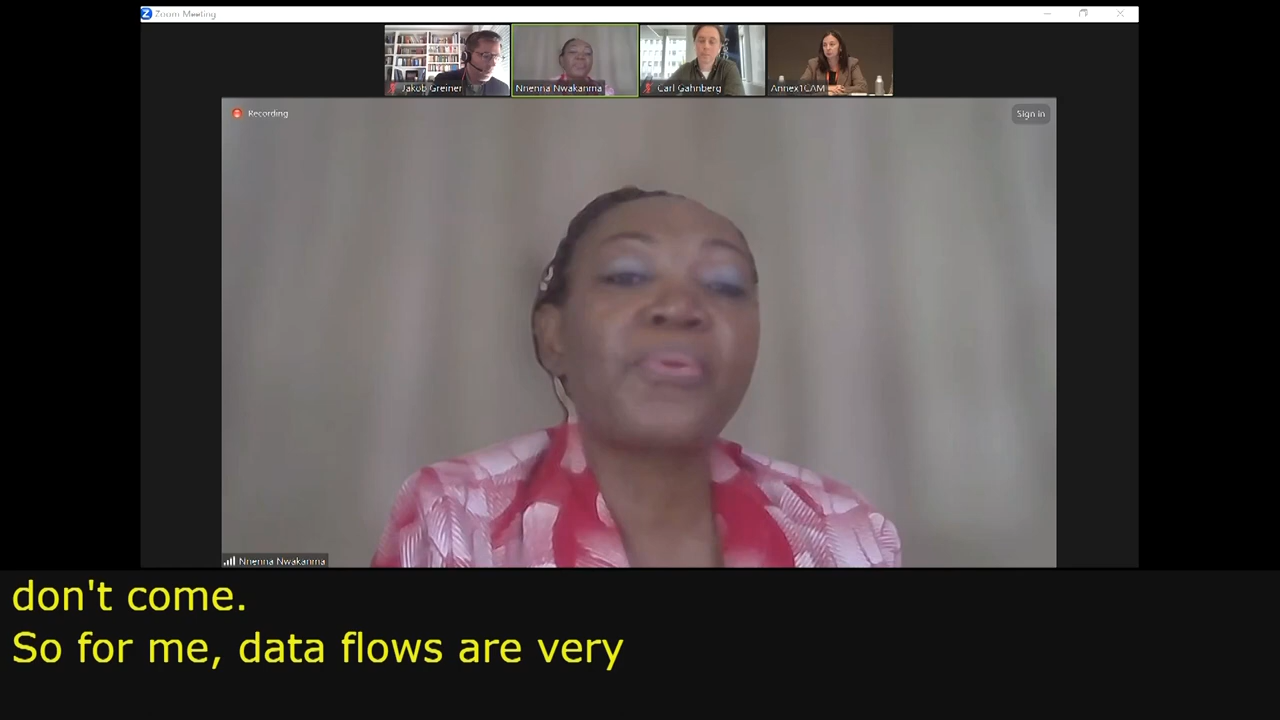 Zoom Meeting
Jakob Greiner
Nnenna Nwakanma
Carl Gahnberg
Annex1CAM
Recording
Sign in
Nnenna Nwakanma
don't come.
So for me, data flows are very